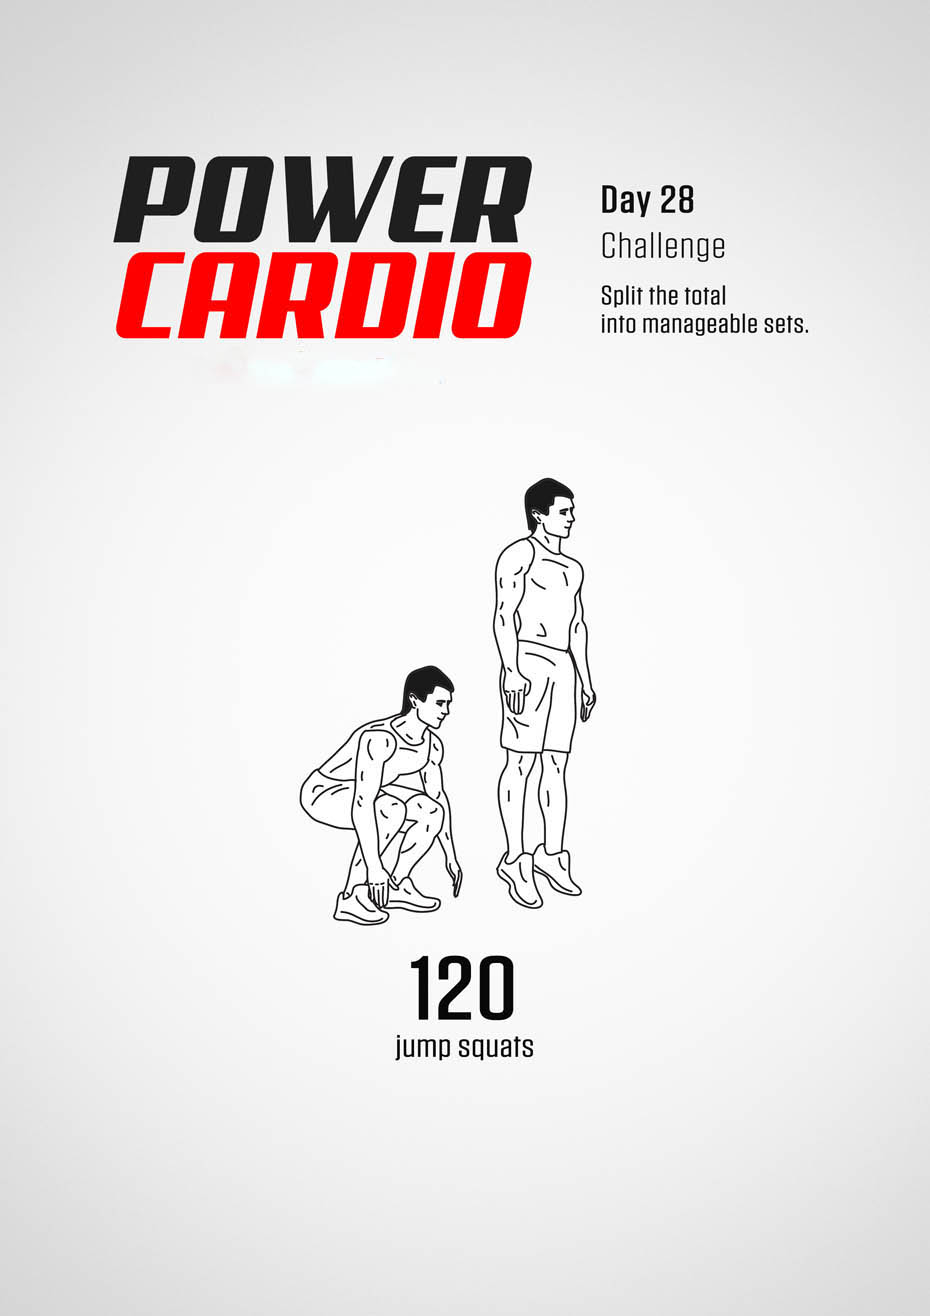 POWER
CARDIO
Day 28
Challenge
Split the total
into manageable sets.
120
jump squats